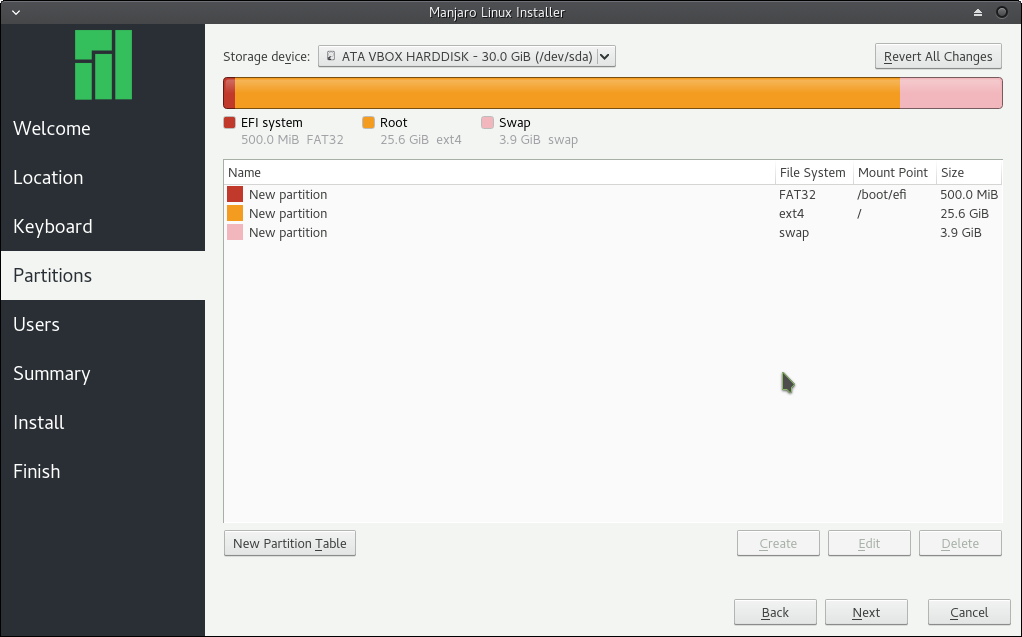 Manjaro Linux Installer
Welcome
Location
Keyboard
Partitions
Users
Summary
Install
Finish
Storage device: ATA VBOX HARDDISK - 30.0 GiB (/dev/sda) Revert All Changes
EFI system Root Swap
500.0 MiB FAT32 25.6 GiB ext4 3.9 GiB swap
Name File System Mount Point Size
New partition FAT32 /boot/efi 500.0 MiB
New partition ext4 / 25.6 GiB
New partition swap 3.9 GiB
New Partition Table Create Edit Delete
Back Next Cancel